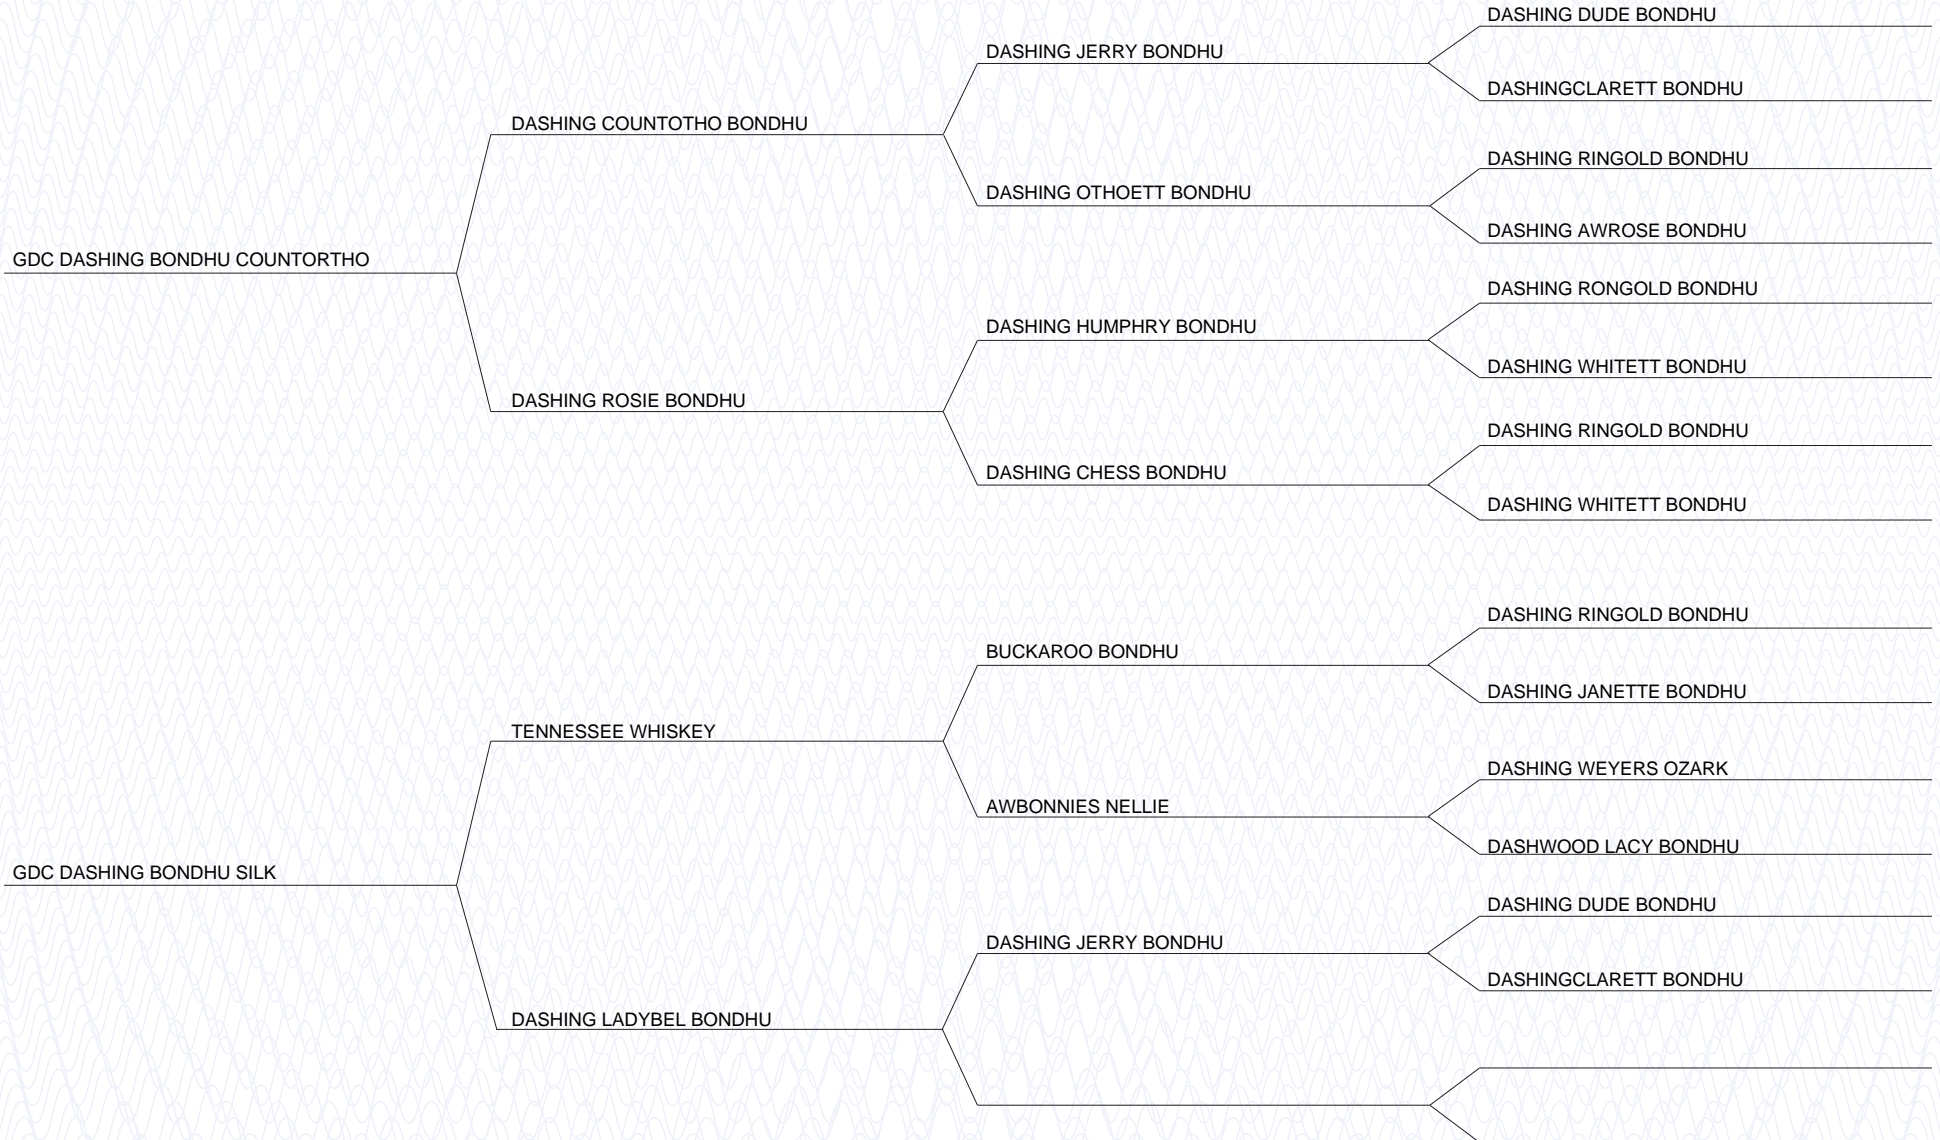 DASHING DUDE BONDHU
DASHING JERRY BONDHU
DASHINGCLARETT BONDHU
DASHING COUNTOTHO BONDHU
DASHING RINGOLD BONDHU
DASHING OTHOETT BONDHU
DASHING AWROSE BONDHU
GDC DASHING BONDHU COUNTORTHO
DASHING RONGOLD BONDHU
DASHING HUMPHRY BONDHU
DASHING WHITETT BONDHU
DASHING ROSIE BONDHU
DASHING RINGOLD BONDHU
DASHING CHESS BONDHU
DASHING WHITETT BONDHU
DASHING RINGOLD BONDHU
BUCKAROO BONDHU
DASHING JANETTE BONDHU
TENNESSEE WHISKEY
DASHING WEYERS OZARK
AWBONNIES NELLIE
DASHWOOD LACY BONDHU
GDC DASHING BONDHU SILK
DASHING DUDE BONDHU
DASHING JERRY BONDHU
DASHINGCLARETT BONDHU
DASHING LADYBEL BONDHU